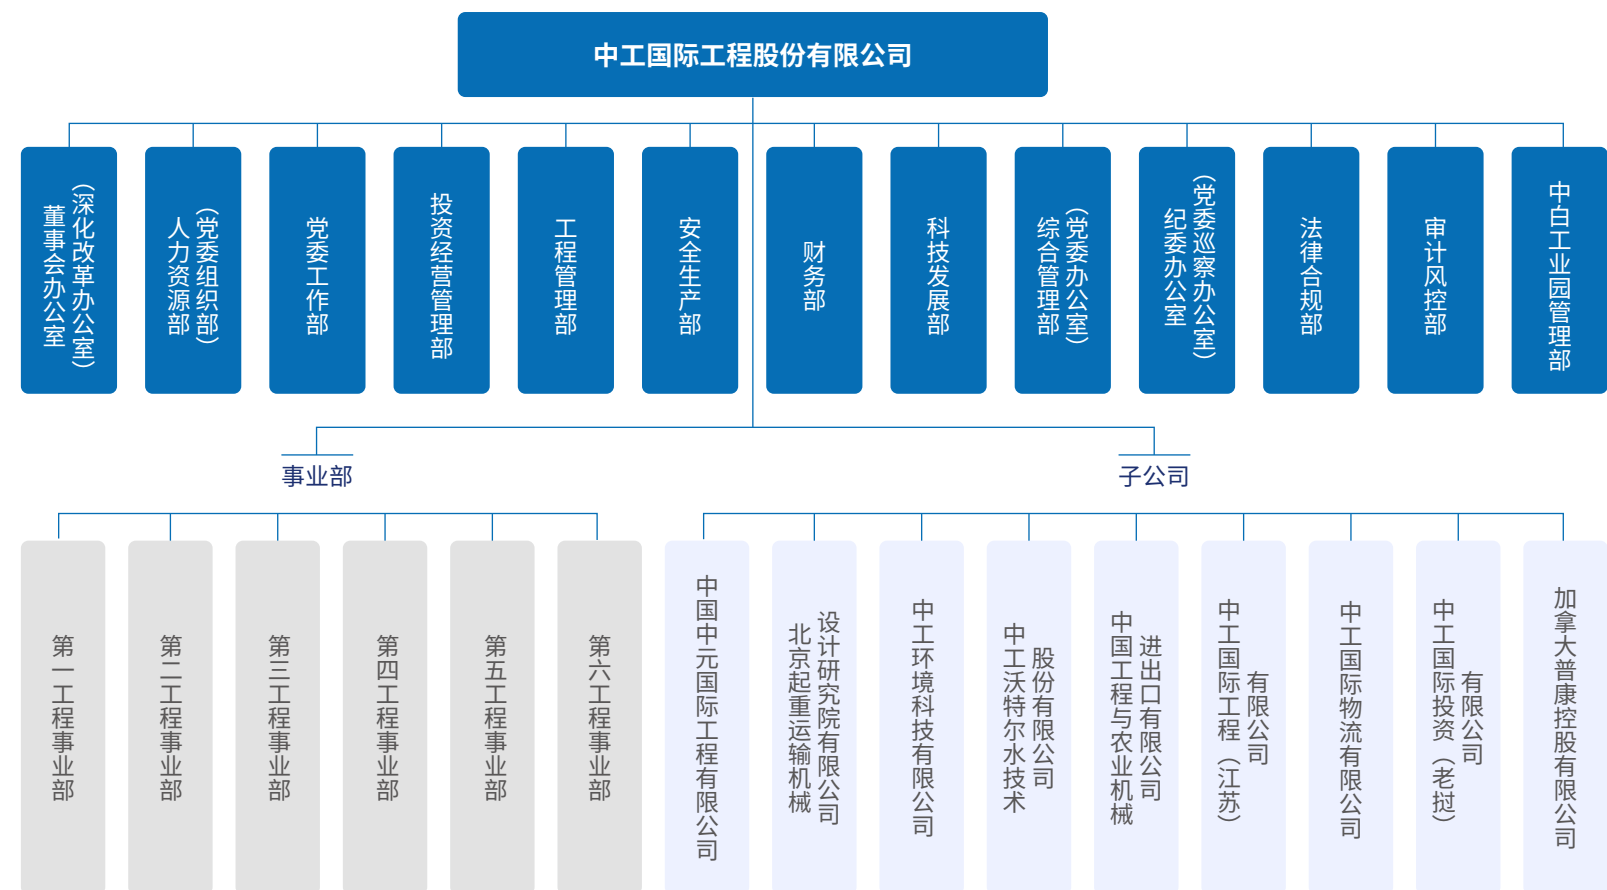 中工国际工程股份有限公司
董事会办公室
（深化改革办公室）
人力资源部
（党委组织部）
党委工作部
投资经营管理部
工程管理部
安全生产部
财务部
科技发展部
综合管理部
（党委办公室）
纪委办公室
（党委巡察办公室）
法律合规部
审计风控部
中白工业园管理部
事业部
子公司
第一工程事业部
第二工程事业部
第三工程事业部
第四工程事业部
第五工程事业部
第六工程事业部
中国中元国际工程有限公司
北京起重运输机械
设计研究院有限公司
中工环境科技有限公司
中工沃特尔水技术
股份有限公司
中国工程与农业机械
进出口有限公司
中工国际工程（江苏）
有限公司
中工国际物流有限公司
中工国际投资（老挝）
有限公司
加拿大普康控股有限公司